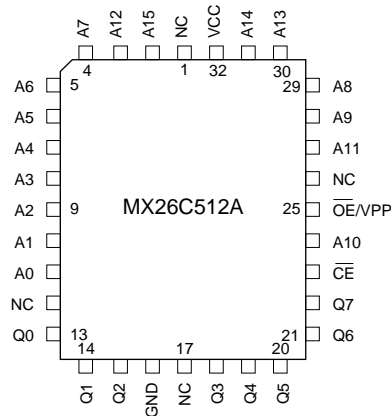 A7 A12 A15 NC VCC A14 A13
4 1 32 30
A6 5 29 A8
A5 A9
A4 A11
A3 NC
A2 9 MX26C512A 25 O̅E̅/VPP
A1 A10
A0 C̅E̅
NC Q7
Q0 13 21 Q6
14 17 20
Q1 Q2 GND NC Q3 Q4 Q5